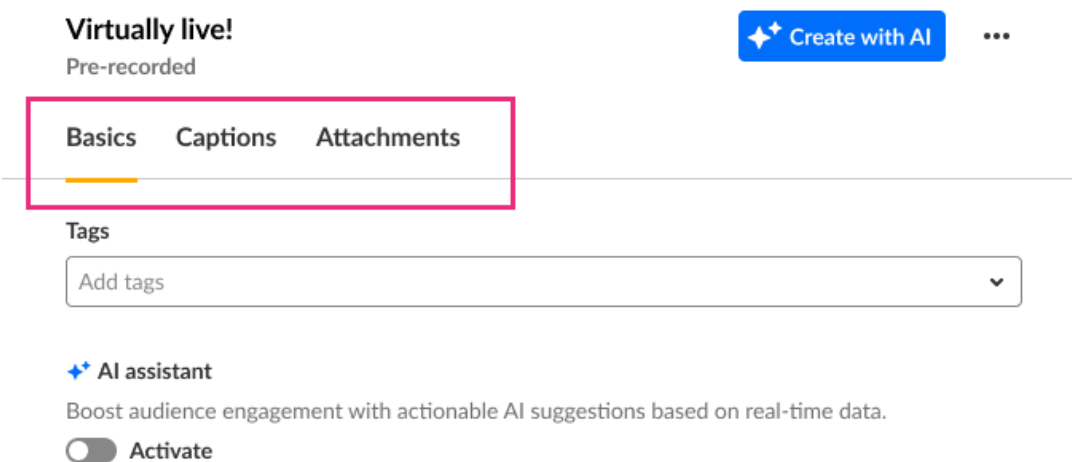 Virtually live!
Create with AI
Pre-recorded
Basics Captions Attachments
Tags
Add tags
AI assistant
Boost audience engagement with actionable AI suggestions based on real-time data.
Activate